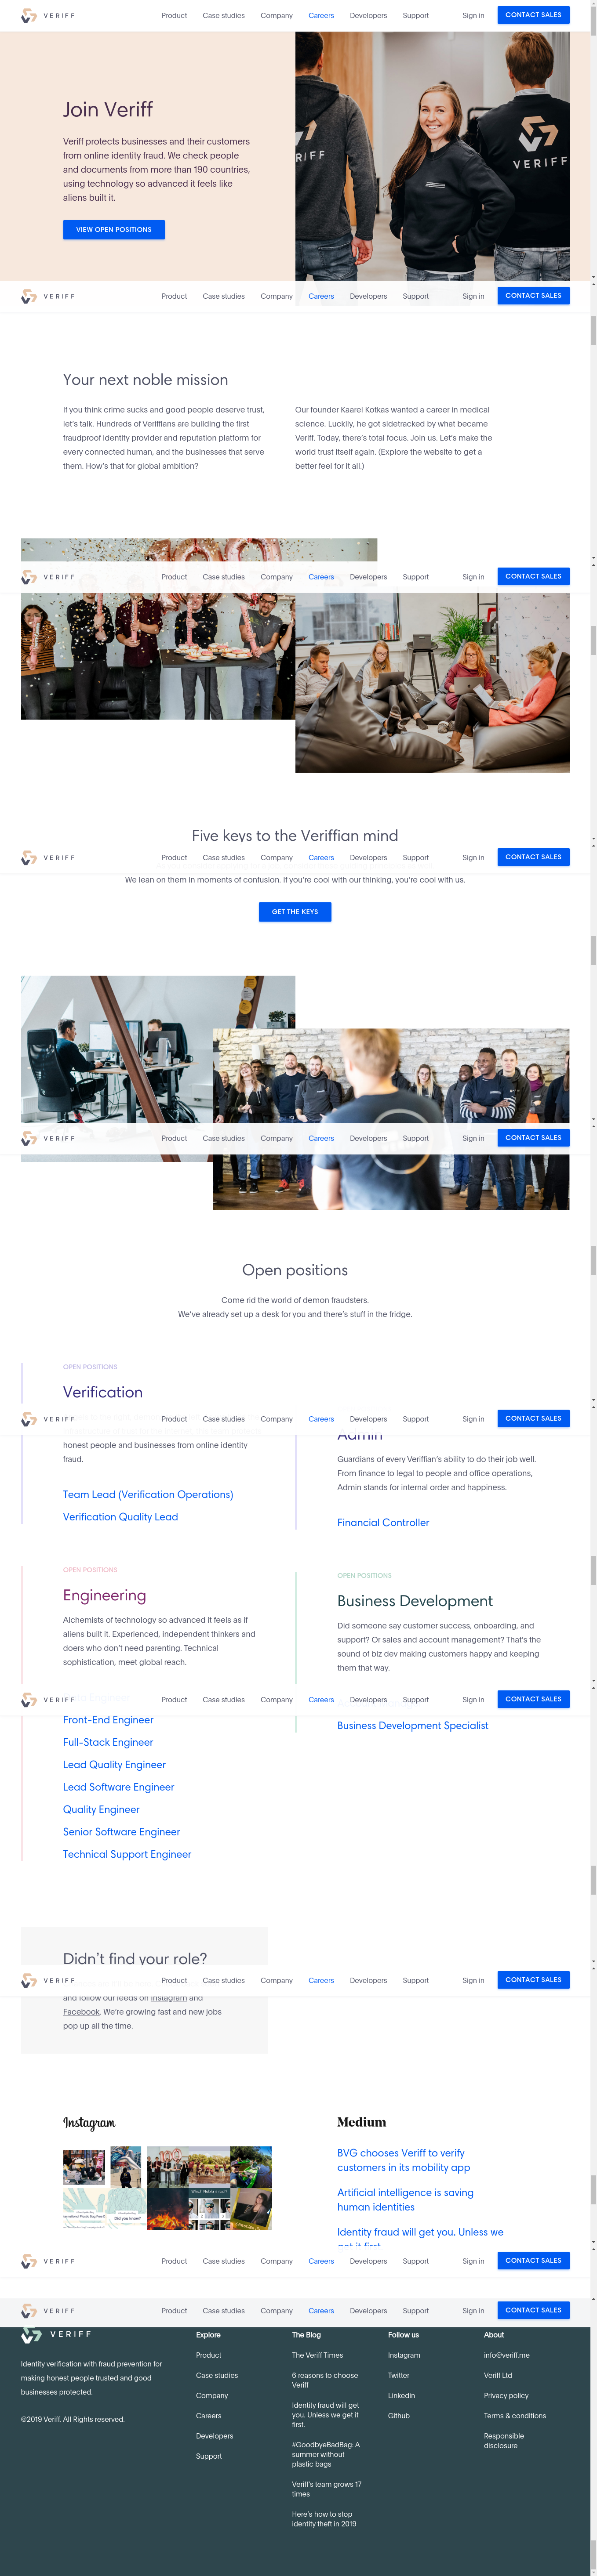 VERIFF
Product Case studies Company Careers Developers Support Sign in CONTACT SALES
Join Veriff
Veriff protects businesses and their customers
from online identity fraud. We check people
and documents from more than 190 countries,
using technology so advanced it feels like
aliens built it.
VIEW OPEN POSITIONS
VERIFF
VERIFF
Product Case studies Company Careers Developers Support Sign in CONTACT SALES
Your next noble mission
If you think crime sucks and good people deserve trust,
let's talk. Hundreds of Veriffians are building the first
fraudproof identity provider and reputation platform for
every connected human, and the businesses that serve
them. How's that for global ambition?
Our founder Kaarel Kotkas wanted a career in medical
science. Luckily, he got sidetracked by what became
Veriff. Today, there's total focus. Join us. Let's make the
world trust itself again. (Explore the website to get a
better feel for it all.)
VERIFF
Product Case studies Company Careers Developers Support Sign in CONTACT SALES
Five keys to the Veriffian mind
VERIFF
Product Case studies Company Careers Developers Support Sign in CONTACT SALES
We lean on them in moments of confusion. If you're cool with our thinking, you're cool with us.
GET THE KEYS
VERIFF
Product Case studies Company Careers Developers Support Sign in CONTACT SALES
Open positions
Come rid the world of demon fraudsters.
We've already set up a desk for you and there's stuff in the fridge.
OPEN POSITIONS
Verification
VERIFF
Product Case studies Company Careers Developers Support Sign in CONTACT SALES
honest people and businesses from online identity
fraud.
Team Lead (Verification Operations)
Verification Quality Lead
Admin
Guardians of every Veriffian's ability to do their job well.
From finance to legal to people and office operations,
Admin stands for internal order and happiness.
Financial Controller
OPEN POSITIONS
Engineering
Alchemists of technology so advanced it feels as if
aliens built it. Experienced, independent thinkers and
doers who don't need parenting. Technical
sophistication, meet global reach.
OPEN POSITIONS
Business Development
Did someone say customer success, onboarding, and
support? Or sales and account management? That's the
sound of biz dev making customers happy and keeping
them that way.
VERIFF
Product Case studies Company Careers Developers Support Sign in CONTACT SALES
Front-End Engineer
Full-Stack Engineer
Lead Quality Engineer
Lead Software Engineer
Quality Engineer
Senior Software Engineer
Technical Support Engineer
Business Development Specialist
Didn't find your role?
VERIFF
Product Case studies Company Careers Developers Support Sign in CONTACT SALES
and follow our feeds on Instagram and
Facebook. We're growing fast and new jobs
pop up all the time.
Instagram
Did you know?
Medium
BVG chooses Veriff to verify
customers in its mobility app
Artificial intelligence is saving
human identities
Identity fraud will get you. Unless we
get it first.
VERIFF
Product Case studies Company Careers Developers Support Sign in CONTACT SALES
VERIFF
Product Case studies Company Careers Developers Support Sign in CONTACT SALES
VERIFF
Identity verification with fraud prevention for
making honest people trusted and good
businesses protected.
@2019 Veriff. All Rights reserved.
Explore
Product
Case studies
Company
Careers
Developers
Support
The Blog
The Veriff Times
6 reasons to choose
Veriff
Identity fraud will get
you. Unless we get it
first.
#GoodbyeBadBag: A
summer without
plastic bags
Veriff's team grows 17
times
Here's how to stop
identity theft in 2019
Follow us
Instagram
Twitter
Linkedin
Github
About
info@veriff.me
Veriff Ltd
Privacy policy
Terms & conditions
Responsible
disclosure